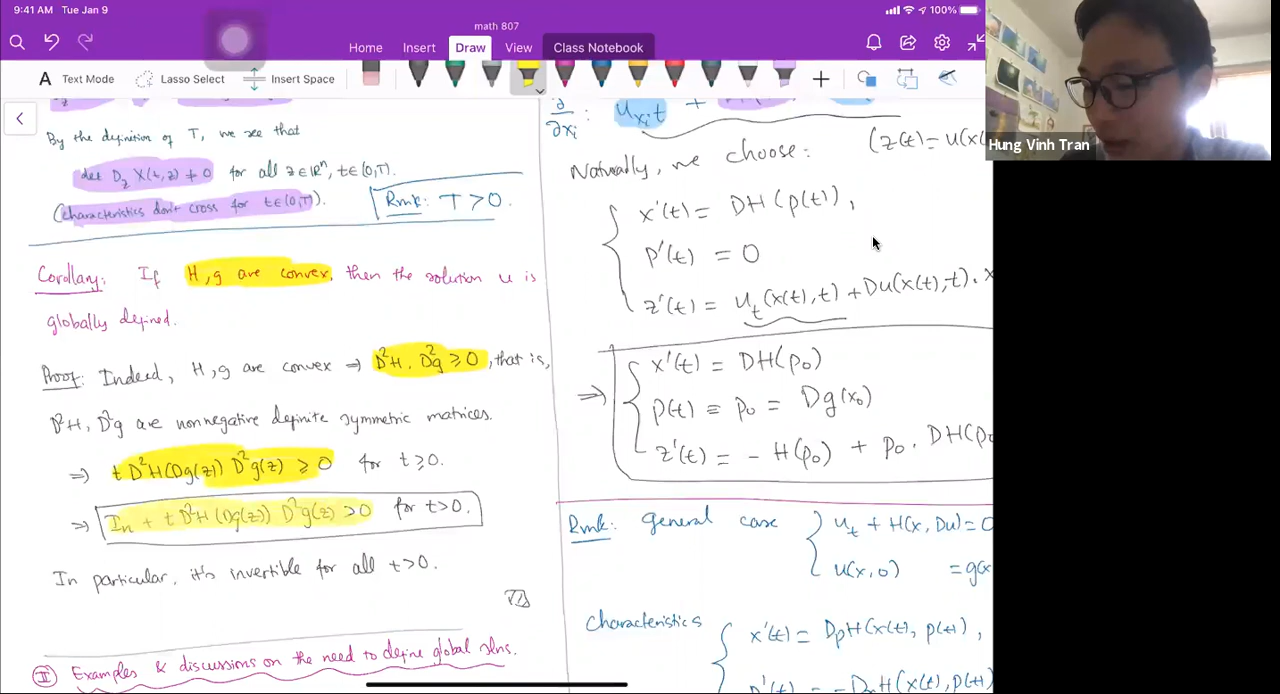 9:41 AM Tue Jan 9
100%
math 807
Home Insert Draw View Class Notebook
A Text Mode Lasso Select Insert Space
By the definition of T, we see that
det D_z X(t,z) ≠ 0 for all z∈ℝⁿ, t∈(0,T).
(characteristics don't cross for t∈(0,T)).
Rmk: T > 0.
Corollary: If H, g are convex, then the solution u is
globally defined.
Proof: Indeed, H, g are convex ⇒ D²H, D²g ≥ 0, that is,
D²H, D²g are nonnegative definite symmetric matrices.
⇒ t D²H(Dg(z)) D²g(z) ≥ 0 for t ≥ 0.
⇒ In + t D²H(Dg(z)) D²g(z) > 0 for t > 0.
In particular, it's invertible for all t > 0.
II Examples & discussions on the need to define global slns.
∂/∂xi : u_xi t +
Naturally, we choose: (z(t) = u(x(
x'(t) = DH(p(t)),
p'(t) = 0
z'(t) = u_t(x(t),t) + Du(x(t),t). x
⇒ x'(t) = DH(p₀)
p(t) ≡ p₀ = Dg(x₀)
z'(t) = - H(p₀) + p₀ . DH(p₀
Rmk: general case u_t + H(x, Du) = 0
u(x,0) = g(x
Characteristics x'(t) = DpH(x(t), p(t)),
p'(t) = - DxH(x(t), p(t)
Hung Vinh Tran